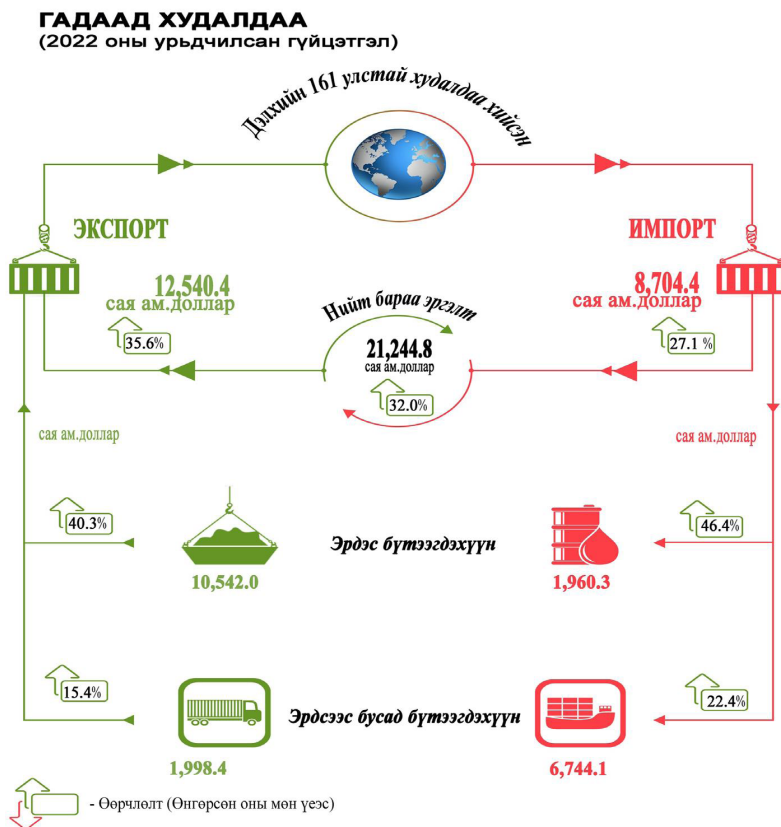 ГАДААД ХУДАЛДАА
(2022 оны урьдчилсан гүйцэтгэл)
Дэлхийн 161 улстай худалдаа хийсэн
ЭКСПОРТ
ИМПОРТ
12,540.4
сая ам.доллар
8,704.4
сая ам.доллар
35.6%
Нийт бараа эргэлт
21,244.8
сая ам.доллар
32.0%
27.1 %
сая ам.доллар
сая ам.доллар
40.3%
Эрдэс бүтээгдэхүүн
46.4%
10,542.0
1,960.3
15.4%
Эрдсээс бусад бүтээгдэхүүн
22.4%
1,998.4
6,744.1
- Өөрчлөлт (Өнгөрсөн оны мөн үеэс)